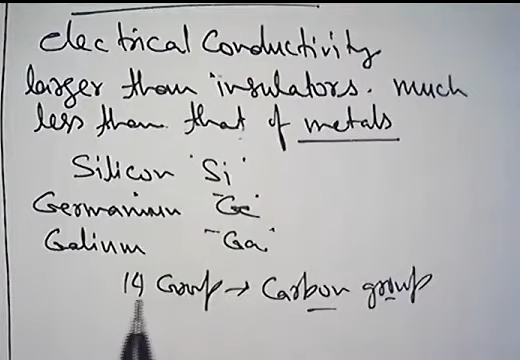 electrical Conductivity
larger than insulators. much
less than that of metals
Silicon 'Si'
Germanium "Ge"
Galium "Ga"
14 Group → Carbon group